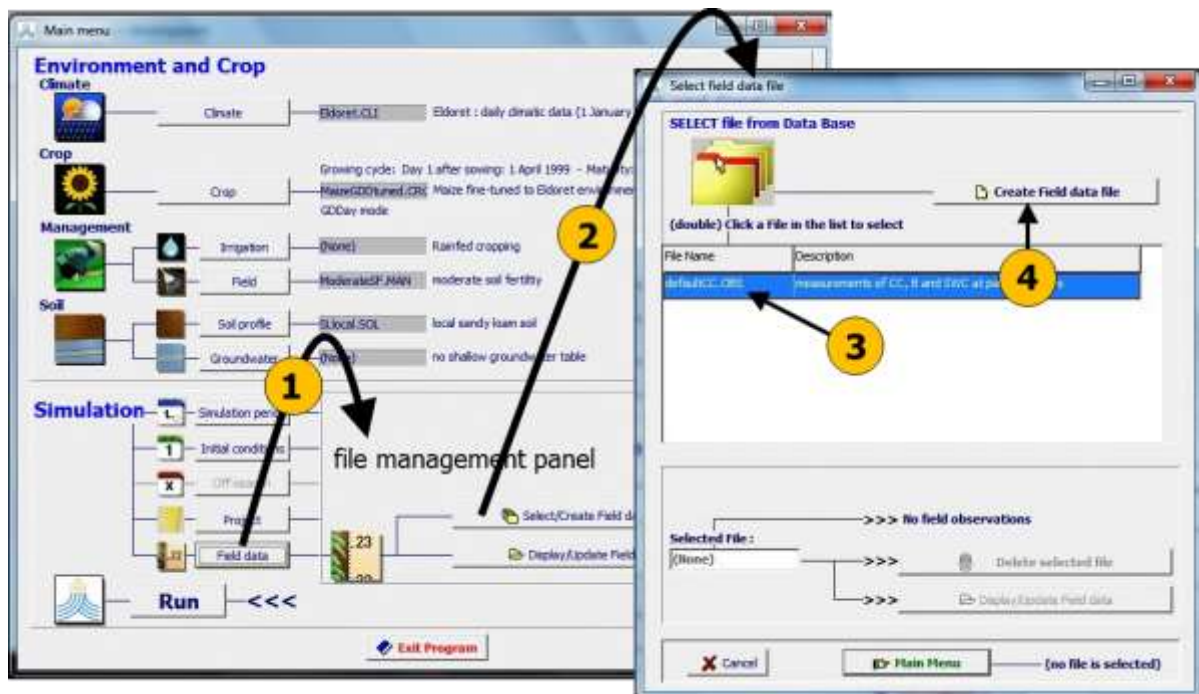 Main menu
Environment and Crop
Climate
Climate
Eldoret.CLI
Eldoret : daily climatic data (1 January
Crop
Growing cycle: Day 1 after sowing: 1 April 1999 - Maturity:
Crop
MaizeGDDtuned.CRO
Maize fine-tuned to Eldoret environment
GDDay mode
Management
Irrigation
(None)
Rainfed cropping
Field
ModerateSF.MAN
moderate soil fertility
Soil
Soil profile
SLlocal.SOL
local sandy loam soil
Groundwater
(None)
no shallow groundwater table
1
2
Simulation
Simulation period
Initial conditions
Off-season
Project
Field data
file management panel
.23
Select/Create Field da
Display/Update Field
Run
<<<
Exit Program
Select field data file
SELECT file from Data Base
Create Field data file
(double) Click a File in the list to select
File Name
Description
defaultCC.OBS
measurements of CC, B and SWC at
3
4
>>> No field observations
Selected File :
(None)
>>>
Delete selected file
>>>
Display/Update Field data
Cancel
Main Menu
(no file is selected)